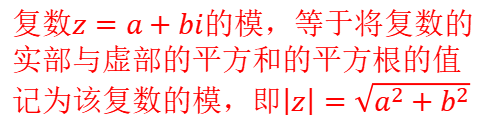 复数𝑧 = 𝑎 + 𝑏𝑖的模，等于将复数的
实部与虚部的平方和的平方根的值
记为该复数的模，即|𝑧| = √𝑎² + 𝑏²